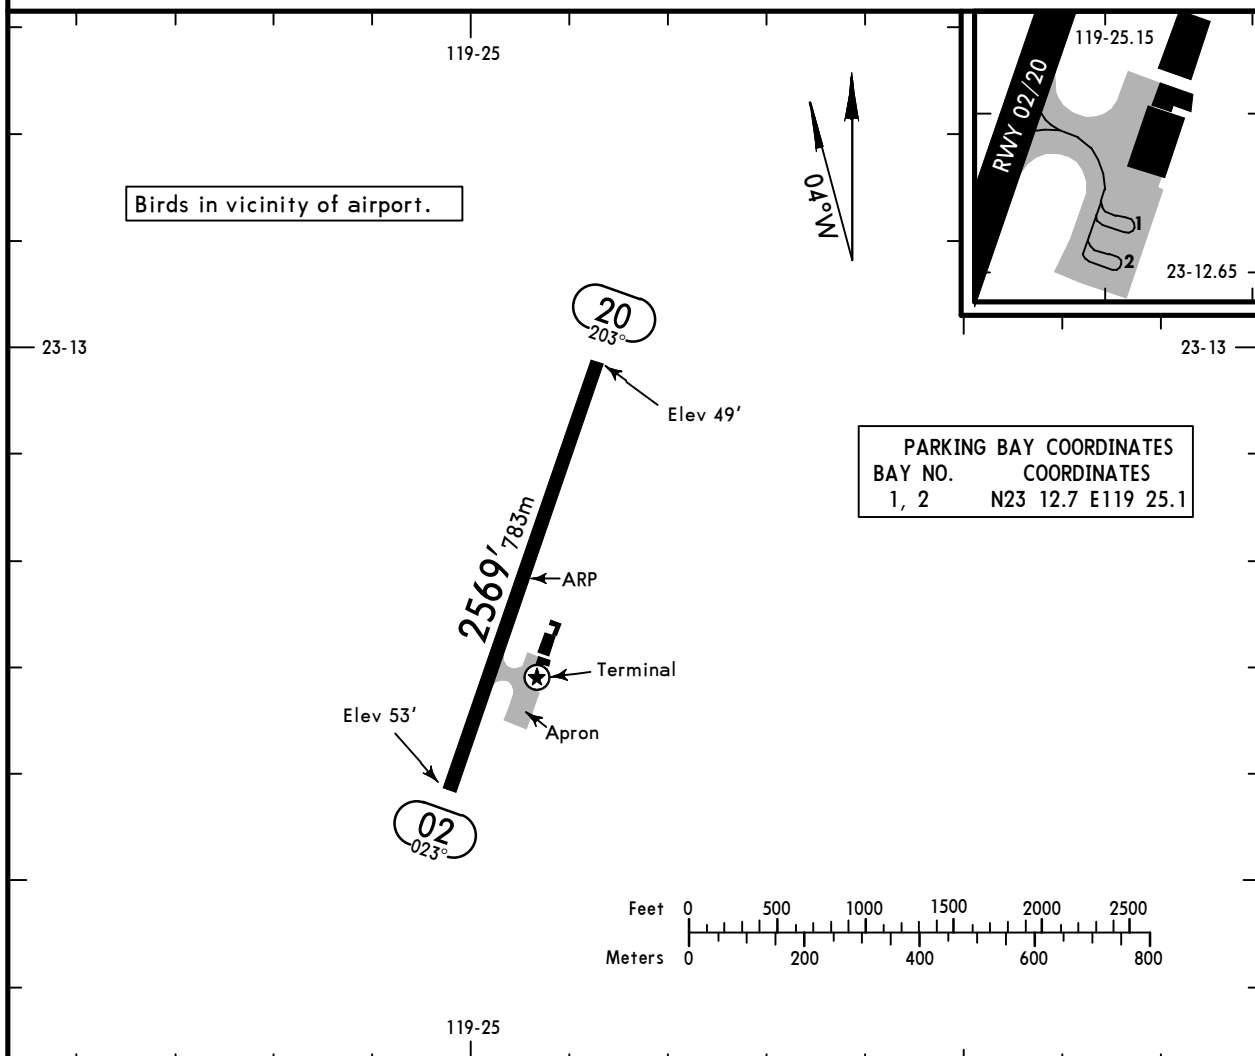 119-25
119-25.15
RWY 02/20
1
2
23-12.65
04°W
Birds in vicinity of airport.
20
203°
23-13
23-13
Elev 49'
PARKING BAY COORDINATES
BAY NO. COORDINATES
1, 2 N23 12.7 E119 25.1
2569' 783m
ARP
Terminal
Elev 53'
Apron
02
023°
Feet 0 500 1000 1500 2000 2500
Meters 0 200 400 600 800
119-25